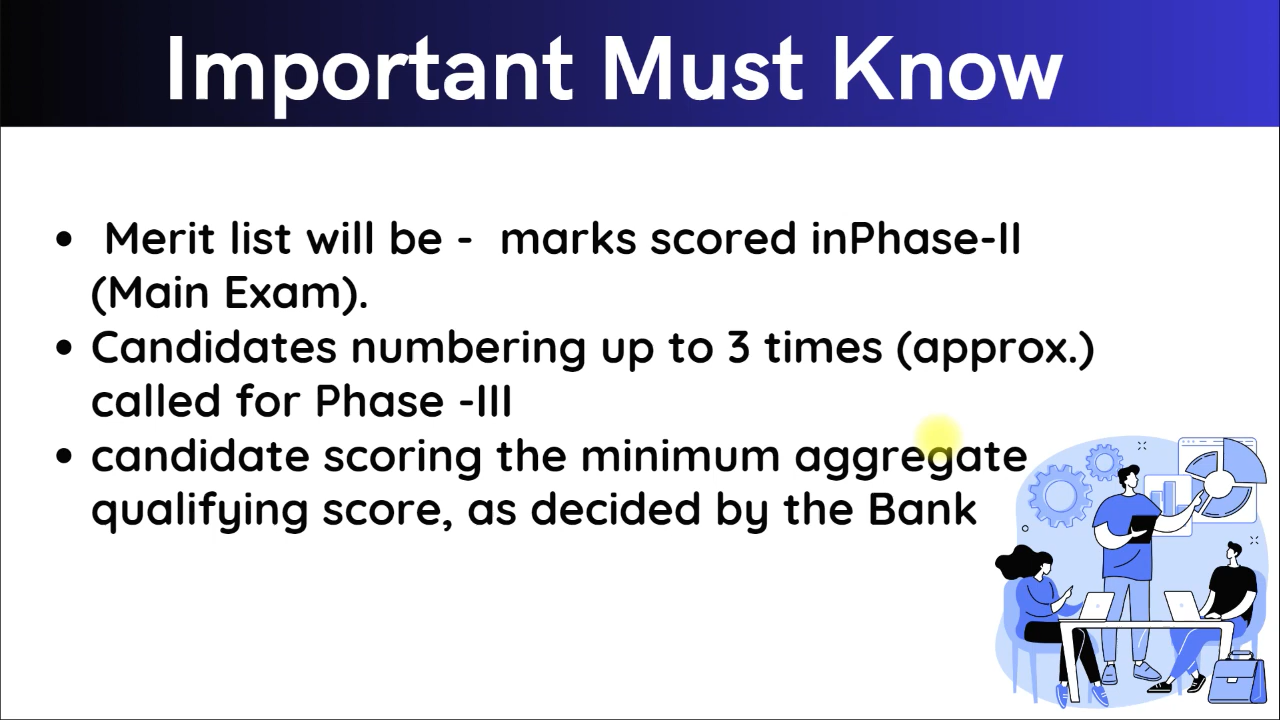 Important Must Know
• Merit list will be - marks scored inPhase-II
(Main Exam).
• Candidates numbering up to 3 times (approx.)
called for Phase -III
• candidate scoring the minimum aggregate
qualifying score, as decided by the Bank